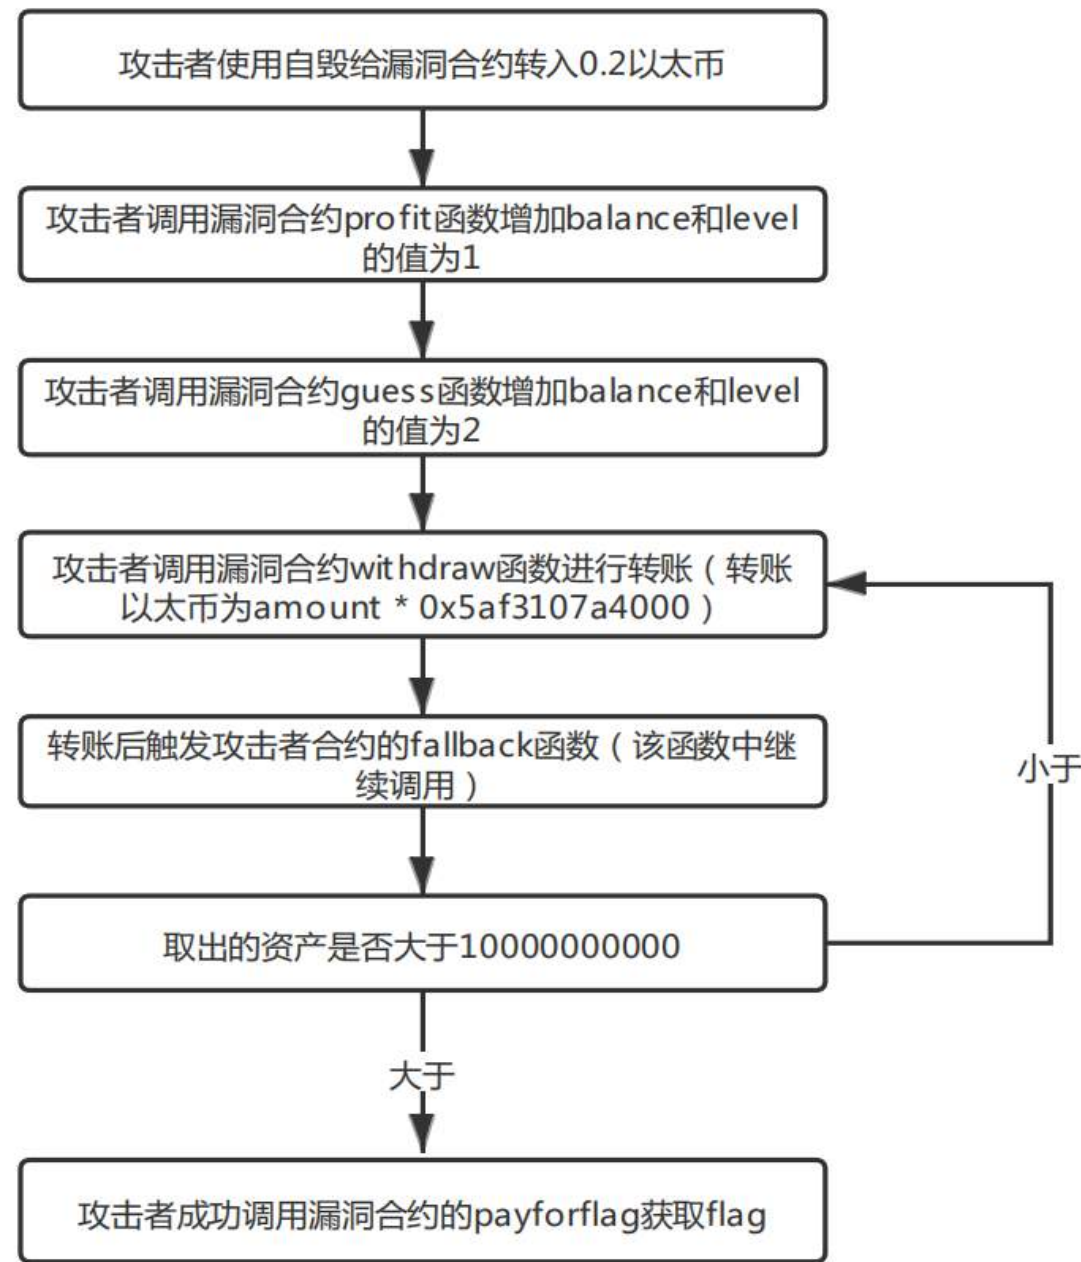 攻击者使用自毁给漏洞合约转入0.2以太币
攻击者调用漏洞合约profit函数增加balance和level
的值为1
攻击者调用漏洞合约guess函数增加balance和level
的值为2
攻击者调用漏洞合约withdraw函数进行转账（转账
以太币为amount * 0x5af3107a4000）
转账后触发攻击者合约的fallback函数（该函数中继
续调用）
小于
取出的资产是否大于10000000000
大于
攻击者成功调用漏洞合约的payforflag获取flag